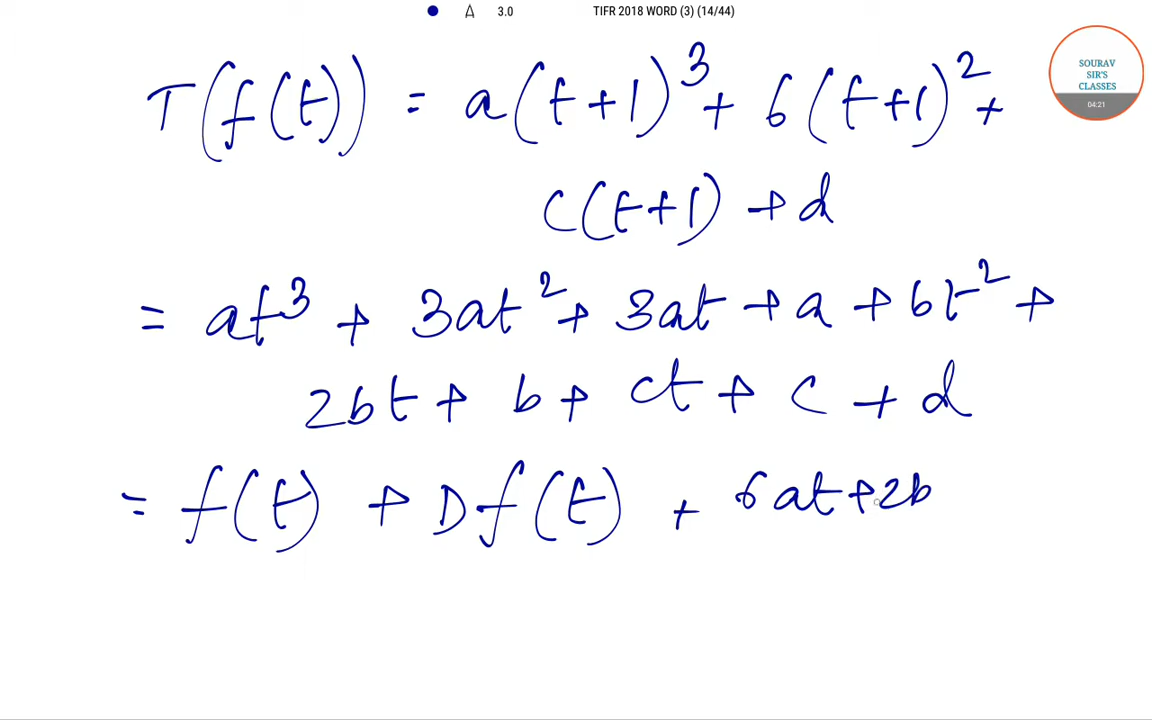 3.0 TIFR 2018 WORD (3) (14/44)
SOURAV
SIR'S
CLASSES
04:21
T(f(t)) = a(t+1)³ + b(t+1)² +
c(t+1) + d
= at³ + 3at² + 3at + a + bt² +
2bt + b + ct + c + d
= f(t) + Df(t) + 6at+2b